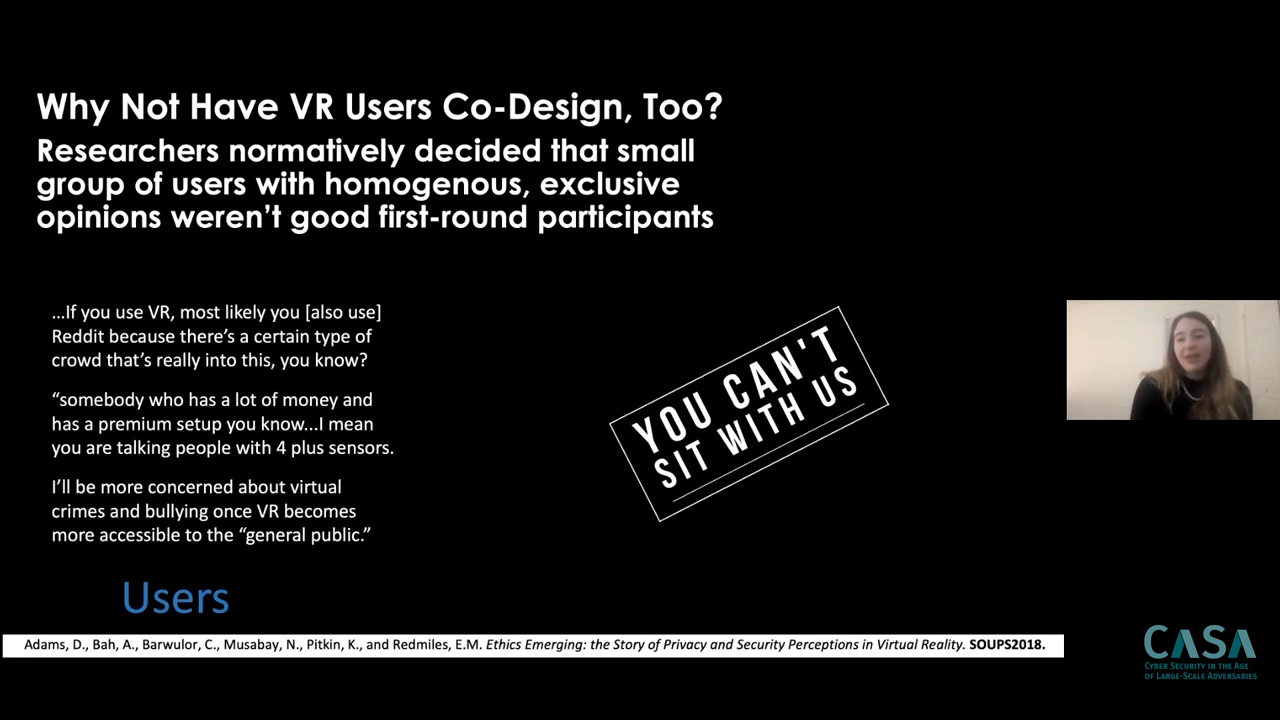 Why Not Have VR Users Co-Design, Too?
Researchers normatively decided that small
group of users with homogenous, exclusive
opinions weren't good first-round participants
...If you use VR, most likely you [also use]
Reddit because there's a certain type of
crowd that's really into this, you know?
“somebody who has a lot of money and
has a premium setup you know...I mean
you are talking people with 4 plus sensors.
I'll be more concerned about virtual
crimes and bullying once VR becomes
more accessible to the “general public.”
Users
YOU CAN'T
SIT WITH US
Adams, D., Bah, A., Barwulor, C., Musabay, N., Pitkin, K., and Redmiles, E.M. Ethics Emerging: the Story of Privacy and Security Perceptions in Virtual Reality. SOUPS2018.
CASA
CYBER SECURITY IN THE AGE
OF LARGE-SCALE ADVERSARIES